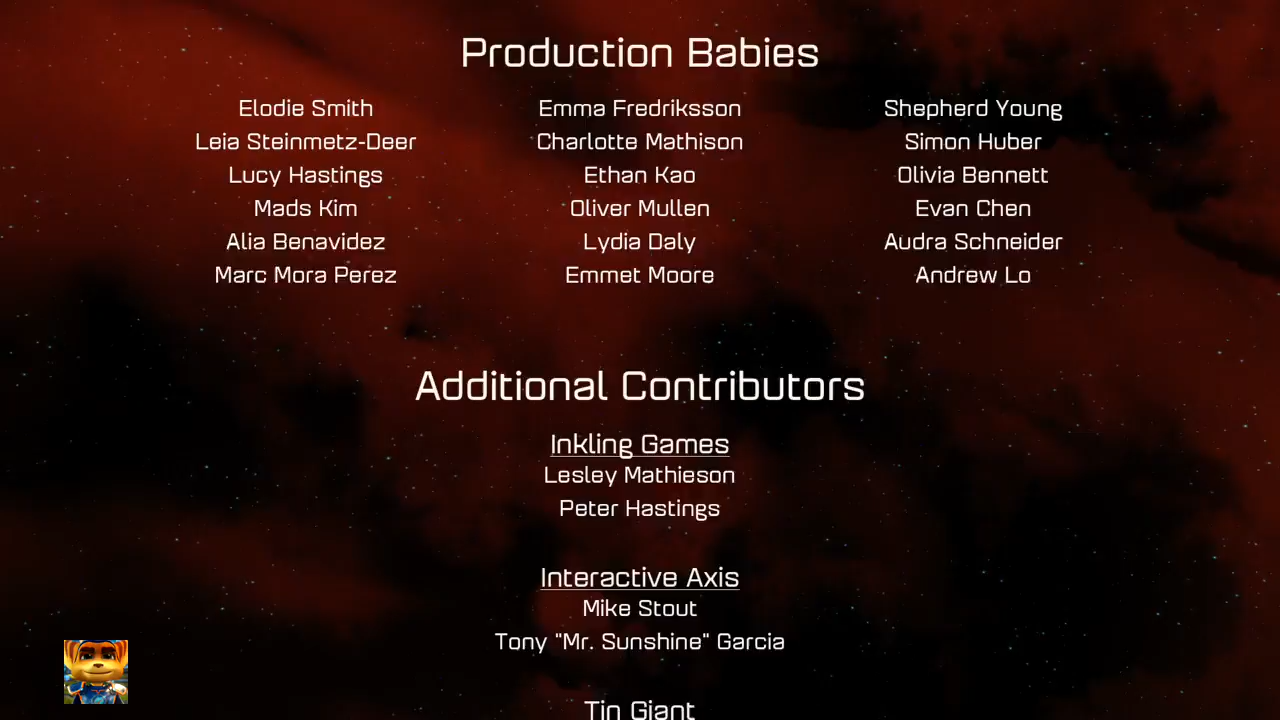 Production Babies
Elodie Smith
Leia Steinmetz-Deer
Lucy Hastings
Mads Kim
Alia Benavidez
Marc Mora Perez
Emma Fredriksson
Charlotte Mathison
Ethan Kao
Oliver Mullen
Lydia Daly
Emmet Moore
Shepherd Young
Simon Huber
Olivia Bennett
Evan Chen
Audra Schneider
Andrew Lo
Additional Contributors
Inkling Games
Lesley Mathieson
Peter Hastings
Interactive Axis
Mike Stout
Tony "Mr. Sunshine" Garcia
Tin Giant